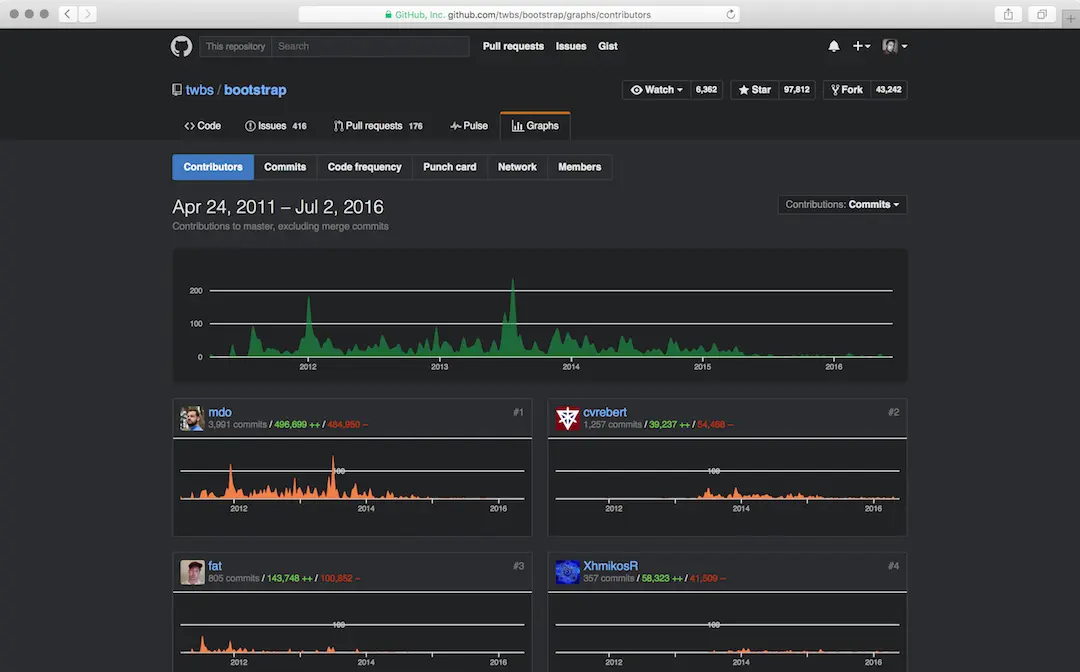 GitHub, Inc. github.com/twbs/bootstrap/graphs/contributors
This repository Search Pull requests Issues Gist
twbs / bootstrap Watch 6,362 Star 97,812 Fork 43,242
Code Issues 416 Pull requests 176 Pulse Graphs
Contributors Commits Code frequency Punch card Network Members
Apr 24, 2011 – Jul 2, 2016 Contributions: Commits
Contributions to master, excluding merge commits
200
100
0
2012 2013 2014 2015 2016
mdo #1
3,991 commits / 496,699 ++ / 484,950 --
100
2012 2014 2016
cvrebert #2
1,257 commits / 39,237 ++ / 54,468 --
100
2012 2014 2016
fat #3
805 commits / 143,748 ++ / 100,852 --
100
2012 2014 2016
XhmikosR #4
357 commits / 58,323 ++ / 41,509 --
100
2012 2014 2016